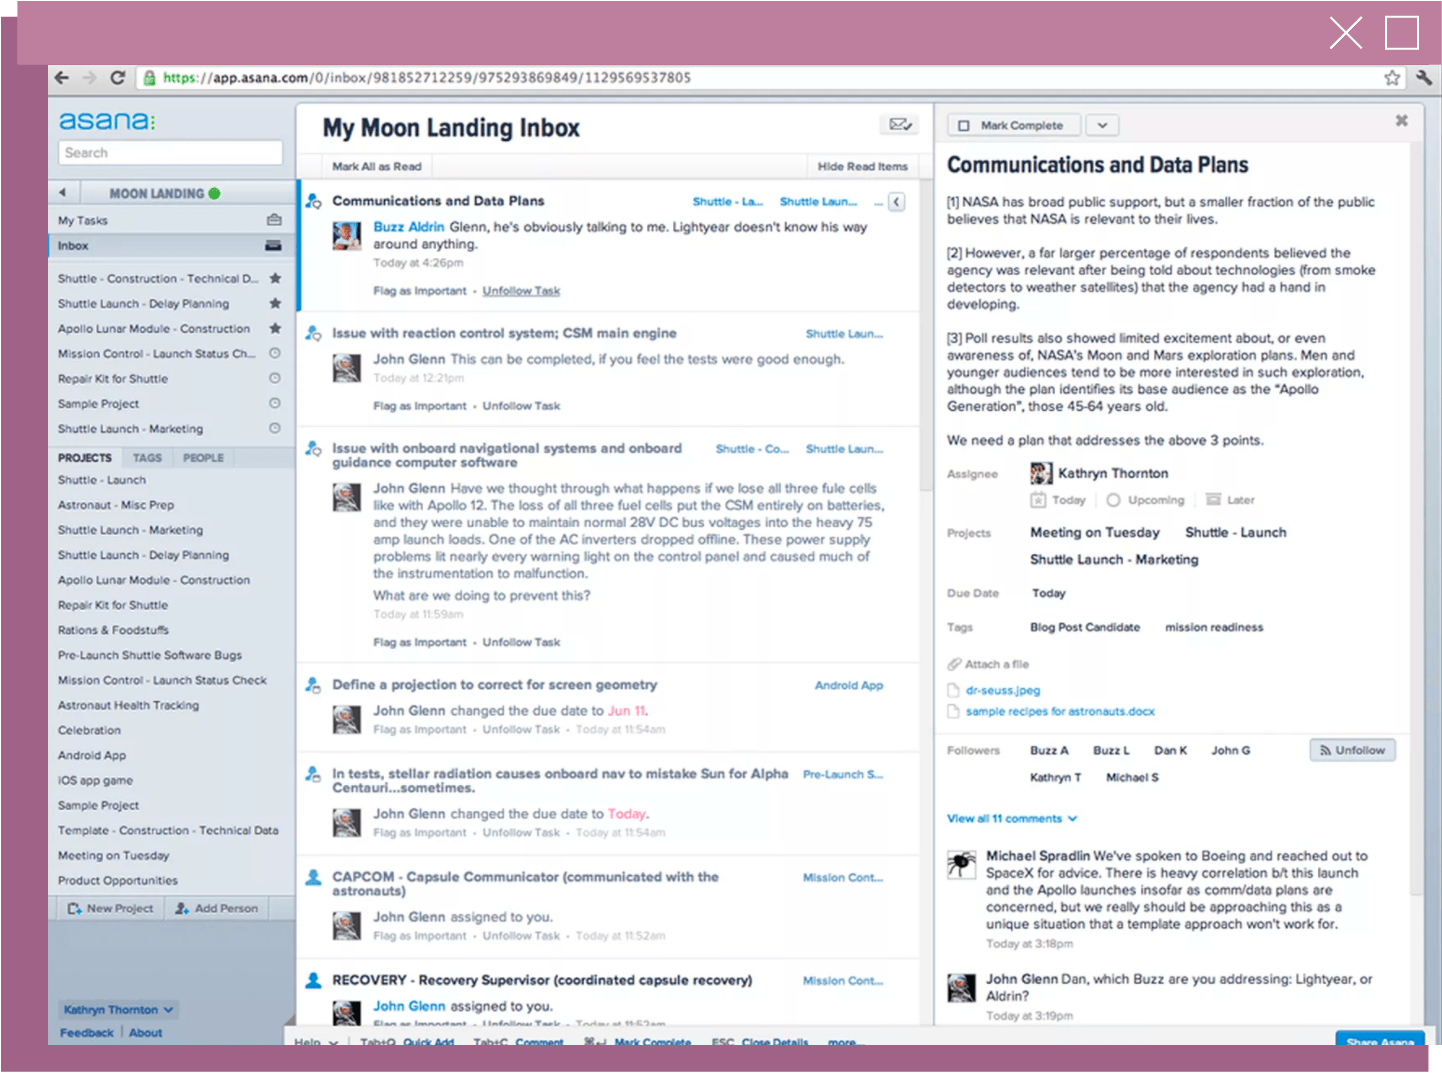 https://app.asana.com/0/inbox/981852712259/975293869849/1129569537805
asana:
Search
MOON LANDING
My Tasks
Inbox
Shuttle - Construction - Technical D...
Shuttle Launch - Delay Planning
Apollo Lunar Module - Construction
Mission Control - Launch Status Ch...
Repair Kit for Shuttle
Sample Project
Shuttle Launch - Marketing
PROJECTS TAGS PEOPLE
Shuttle - Launch
Astronaut - Misc Prep
Shuttle Launch - Marketing
Shuttle Launch - Delay Planning
Apollo Lunar Module - Construction
Repair Kit for Shuttle
Rations & Foodstuffs
Pre-Launch Shuttle Software Bugs
Mission Control - Launch Status Check
Astronaut Health Tracking
Celebration
Android App
iOS app game
Sample Project
Template - Construction - Technical Data
Meeting on Tuesday
Product Opportunities
New Project Add Person
Kathryn Thornton
Feedback | About
My Moon Landing Inbox
Mark All as Read Hide Read Items
Communications and Data Plans Shuttle - La... Shuttle Laun... ...
Buzz Aldrin Glenn, he's obviously talking to me. Lightyear doesn't know his way
around anything.
Today at 4:26pm
Flag as Important • Unfollow Task
Issue with reaction control system; CSM main engine Shuttle Laun...
John Glenn This can be completed, if you feel the tests were good enough.
Today at 12:21pm
Flag as Important • Unfollow Task
Issue with onboard navigational systems and onboard Shuttle - Co... Shuttle Laun...
guidance computer software
John Glenn Have we thought through what happens if we lose all three fule cells
like with Apollo 12. The loss of all three fuel cells put the CSM entirely on batteries,
and they were unable to maintain normal 28V DC bus voltages into the heavy 75
amp launch loads. One of the AC inverters dropped offline. These power supply
problems lit nearly every warning light on the control panel and caused much of
the instrumentation to malfunction.
What are we doing to prevent this?
Today at 11:59am
Flag as Important • Unfollow Task
Define a projection to correct for screen geometry Android App
John Glenn changed the due date to Jun 11.
Flag as Important • Unfollow Task • Today at 11:54am
In tests, stellar radiation causes onboard nav to mistake Sun for Alpha Pre-Launch S...
Centauri...sometimes.
John Glenn changed the due date to Today.
Flag as Important • Unfollow Task • Today at 11:54am
CAPCOM - Capsule Communicator (communicated with the Mission Cont...
astronauts)
John Glenn assigned to you.
Flag as Important • Unfollow Task • Today at 11:52am
RECOVERY - Recovery Supervisor (coordinated capsule recovery) Mission Cont...
John Glenn assigned to you.
Flag as Important • Unfollow Task • Today at 11:52am
Help | Tab+Q Quick Add Tab+C Comment Mark Complete ESC Close Details more...
Mark Complete
Communications and Data Plans
[1] NASA has broad public support, but a smaller fraction of the public
believes that NASA is relevant to their lives.
[2] However, a far larger percentage of respondents believed the
agency was relevant after being told about technologies (from smoke
detectors to weather satellites) that the agency had a hand in
developing.
[3] Poll results also showed limited excitement about, or even
awareness of, NASA's Moon and Mars exploration plans. Men and
younger audiences tend to be more interested in such exploration,
although the plan identifies its base audience as the "Apollo
Generation", those 45-64 years old.
We need a plan that addresses the above 3 points.
Assignee Kathryn Thornton
Today | Upcoming | Later
Projects Meeting on Tuesday Shuttle - Launch
Shuttle Launch - Marketing
Due Date Today
Tags Blog Post Candidate mission readiness
Attach a file
dr-seuss.jpeg
sample recipes for astronauts.docx
Followers Buzz A Buzz L Dan K John G Unfollow
Kathryn T Michael S
View all 11 comments
Michael Spradlin We've spoken to Boeing and reached out to
SpaceX for advice. There is heavy correlation b/t this launch
and the Apollo launches insofar as comm/data plans are
concerned, but we really should be approaching this as a
unique situation that a template approach won't work for.
Today at 3:18pm
John Glenn Dan, which Buzz are you addressing: Lightyear, or
Aldrin?
Today at 3:19pm
Share Asana